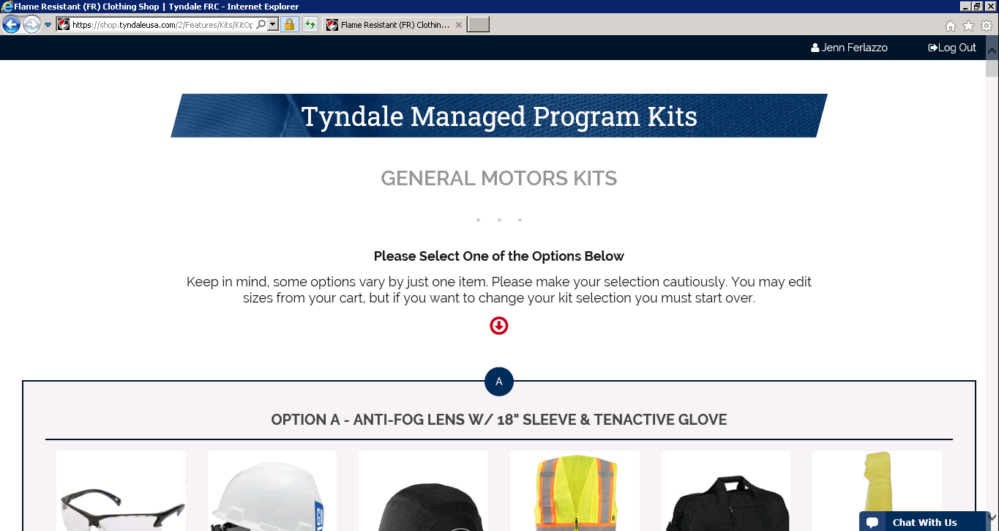 Flame Resistant (FR) Clothing Shop | Tyndale FRC - Internet Explorer
https://shop.tyndaleusa.com/2/Features/Kits/KitOp
Flame Resistant (FR) Clothin...
Jenn Ferlazzo
Log Out
Tyndale Managed Program Kits
GENERAL MOTORS KITS
Please Select One of the Options Below
Keep in mind, some options vary by just one item. Please make your selection cautiously. You may edit
sizes from your cart, but if you want to change your kit selection you must start over.
A
OPTION A - ANTI-FOG LENS W/ 18" SLEEVE & TENACTIVE GLOVE
Chat With Us